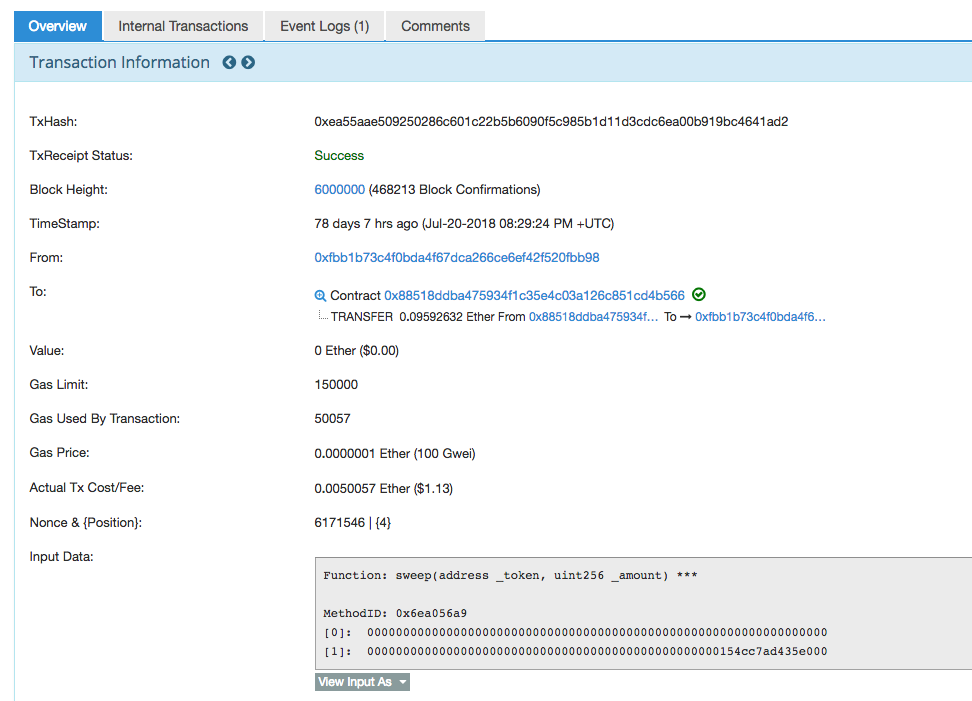 Overview Internal Transactions Event Logs (1) Comments
Transaction Information
TxHash: 0xea55aae509250286c601c22b5b6090f5c985b1d11d3cdc6ea00b919bc4641ad2
TxReceipt Status: Success
Block Height: 6000000 (468213 Block Confirmations)
TimeStamp: 78 days 7 hrs ago (Jul-20-2018 08:29:24 PM +UTC)
From: 0xfbb1b73c4f0bda4f67dca266ce6ef42f520fbb98
To: Contract 0x88518ddba475934f1c35e4c03a126c851cd4b566
TRANSFER 0.09592632 Ether From 0x88518ddba475934f... To → 0xfbb1b73c4f0bda4f6...
Value: 0 Ether ($0.00)
Gas Limit: 150000
Gas Used By Transaction: 50057
Gas Price: 0.0000001 Ether (100 Gwei)
Actual Tx Cost/Fee: 0.0050057 Ether ($1.13)
Nonce & {Position}: 6171546 | {4}
Input Data:
Function: sweep(address _token, uint256 _amount) ***
MethodID: 0x6ea056a9
[0]: 0000000000000000000000000000000000000000000000000000000000000000
[1]: 0000000000000000000000000000000000000000000000000154cc7ad435e000
View Input As